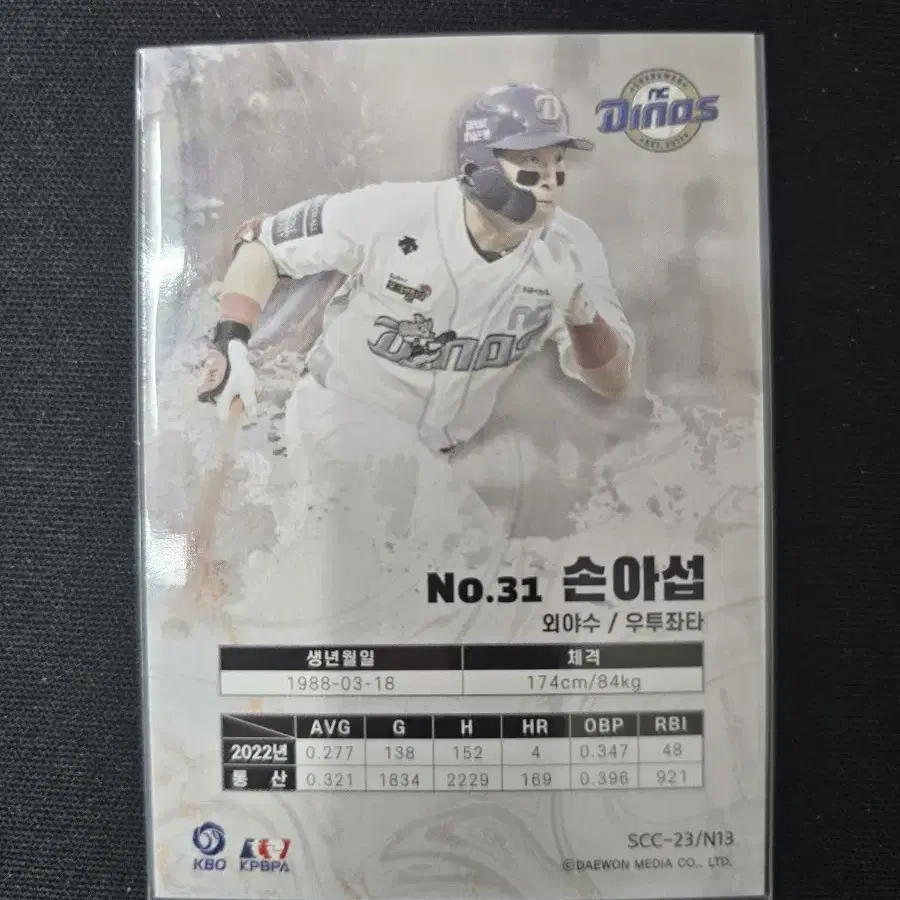 nc
DINOS
DINOS
No.31 손아섭
외야수 / 우투좌타
생년월일 체격
1988-03-18 174cm/84kg
AVG G H HR OBP RBI
2022년 0.277 138 152 4 0.347 48
통 산 0.321 1834 2229 169 0.396 921
KBO KPBPA
SCC-23/N13
©DAEWON MEDIA CO., LTD.